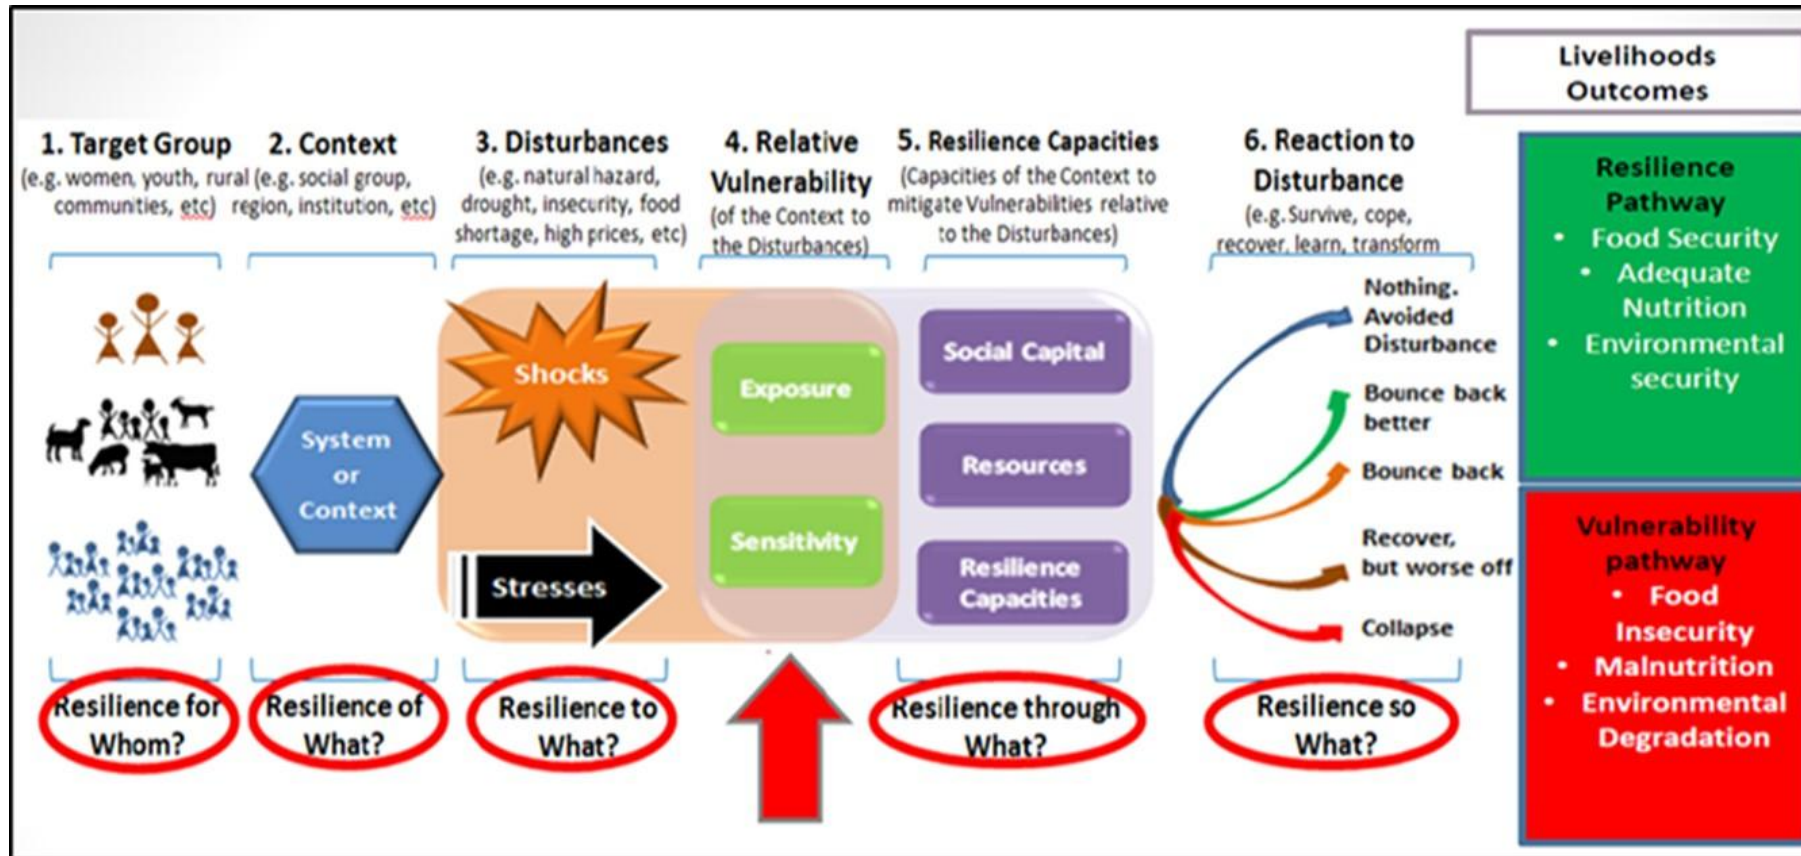 Livelihoods
Outcomes
1. Target Group
(e.g. women, youth, rural
communities, etc)
2. Context
(e.g. social group,
region, institution, etc)
3. Disturbances
(e.g. natural hazard,
drought, insecurity, food
shortage, high prices, etc)
4. Relative
Vulnerability
(of the Context to
the Disturbances)
5. Resilience Capacities
(Capacities of the Context to
mitigate Vulnerabilities relative
to the Disturbances)
6. Reaction to
Disturbance
(e.g. Survive, cope,
recover, learn, transform
System
or
Context
Shocks
Stresses
Exposure
Sensitivity
Social Capital
Resources
Resilience
Capacities
Nothing.
Avoided
Disturbance
Bounce back
better
Bounce back
Recover,
but worse off
Collapse
Resilience
Pathway
• Food Security
• Adequate
Nutrition
• Environmental
security
Vulnerability
pathway
• Food
Insecurity
• Malnutrition
• Environmental
Degradation
Resilience for
Whom?
Resilience of
What?
Resilience to
What?
Resilience through
What?
Resilience so
What?